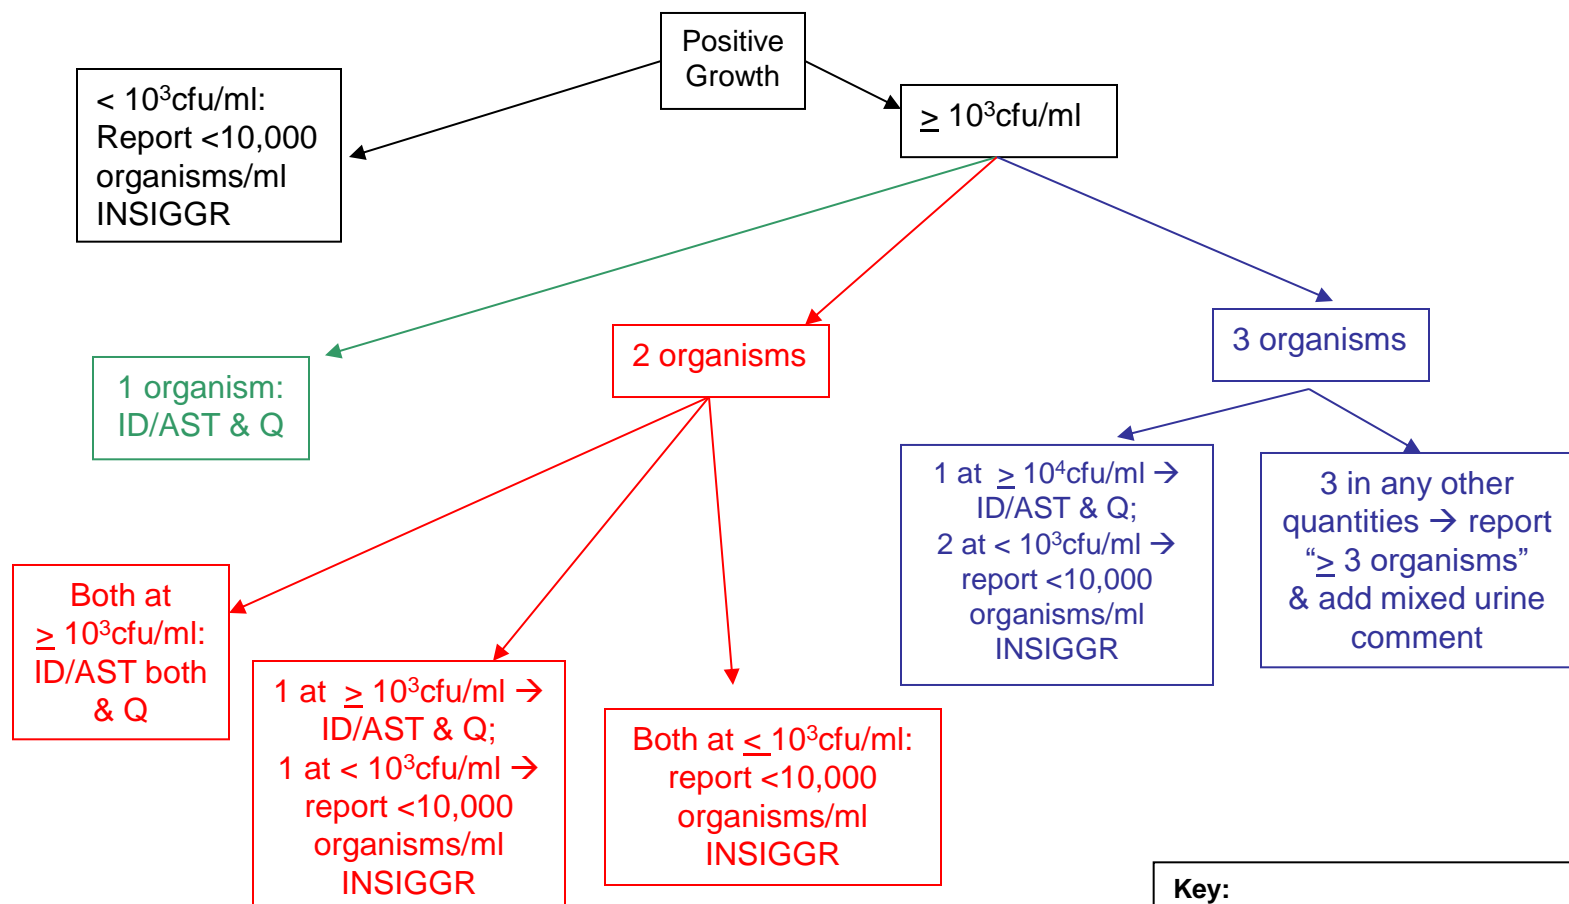 Positive
Growth
< 10³cfu/ml:
Report <10,000
organisms/ml
INSIGGR
≥ 10³cfu/ml
1 organism:
ID/AST & Q
2 organisms
3 organisms
Both at
≥ 10³cfu/ml:
ID/AST both
& Q
1 at ≥ 10³cfu/ml →
ID/AST & Q;
1 at < 10³cfu/ml →
report <10,000
organisms/ml
INSIGGR
Both at ≤ 10³cfu/ml:
report <10,000
organisms/ml
INSIGGR
1 at ≥ 10⁴cfu/ml →
ID/AST & Q;
2 at < 10³cfu/ml →
report <10,000
organisms/ml
INSIGGR
3 in any other
quantities → report
“≥ 3 organisms”
& add mixed urine
comment
Key: